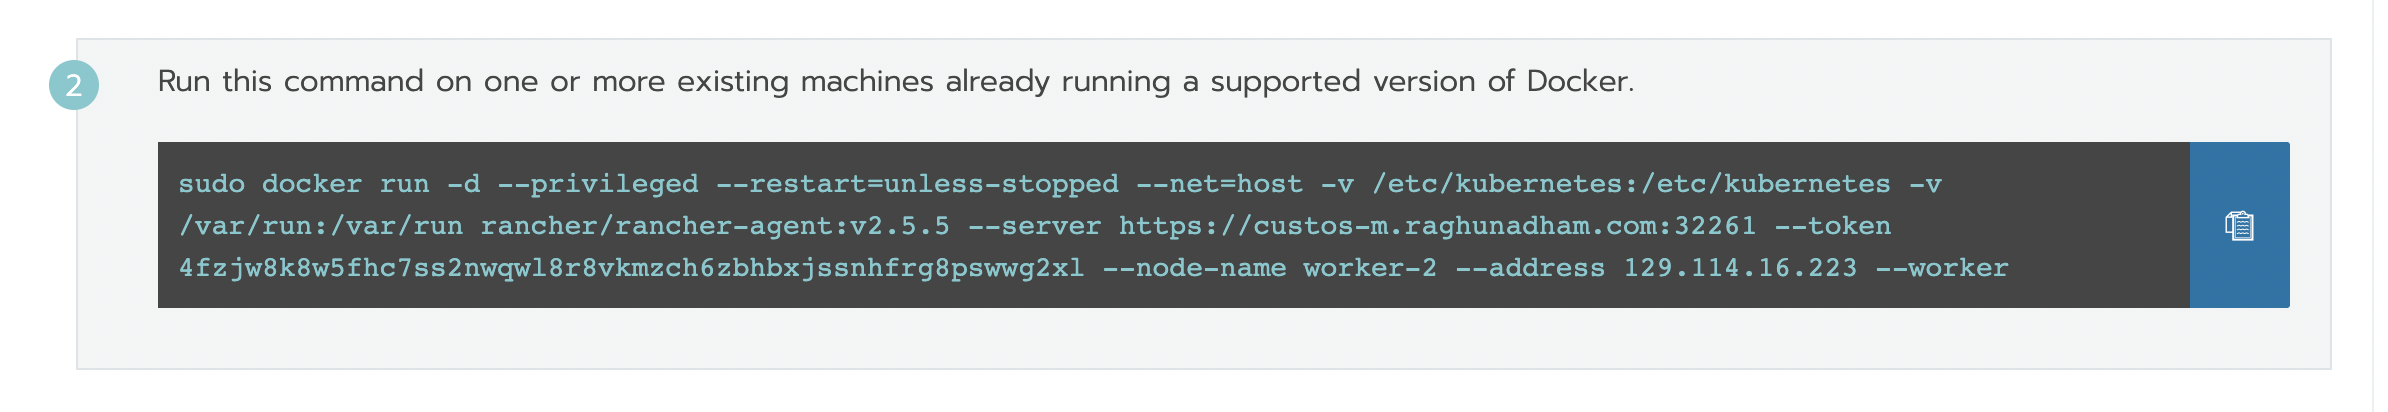 2
Run this command on one or more existing machines already running a supported version of Docker.
sudo docker run -d --privileged --restart=unless-stopped --net=host -v /etc/kubernetes:/etc/kubernetes -v
/var/run:/var/run rancher/rancher-agent:v2.5.5 --server https://custos-m.raghunadham.com:32261 --token
4fzjw8k8w5fhc7ss2nwqwl8r8vkmzch6zbhbxjssnhfrg8pswwg2xl --node-name worker-2 --address 129.114.16.223 --worker